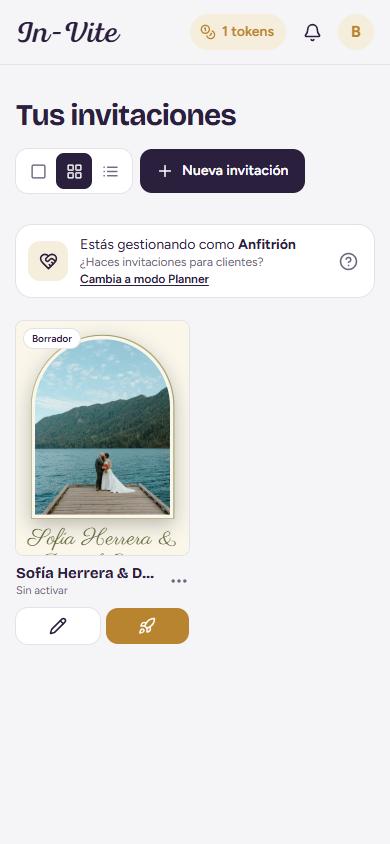 In-Vite
1 tokens
B
Tus invitaciones
Nueva invitación
Estás gestionando como Anfitrión
¿Haces invitaciones para clientes?
Cambia a modo Planner
Borrador
Sofía Herrera &
Sofía Herrera & D...
Sin activar